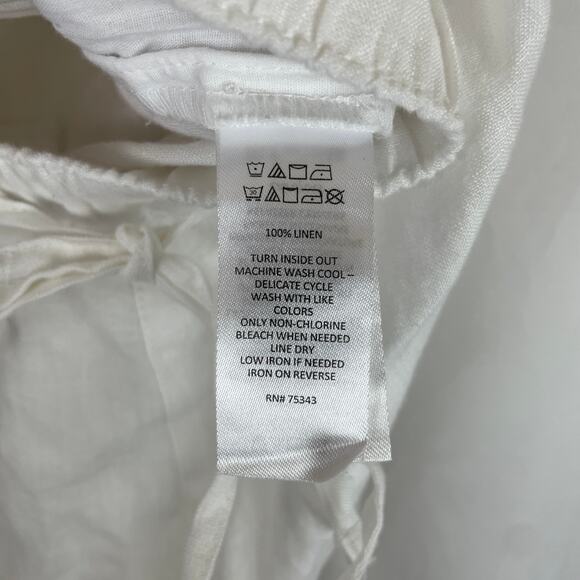 30
100% LINEN
TURN INSIDE OUT
MACHINE WASH COOL –
DELICATE CYCLE
WASH WITH LIKE
COLORS
ONLY NON-CHLORINE
BLEACH WHEN NEEDED
LINE DRY
LOW IRON IF NEEDED
IRON ON REVERSE
RN# 75343